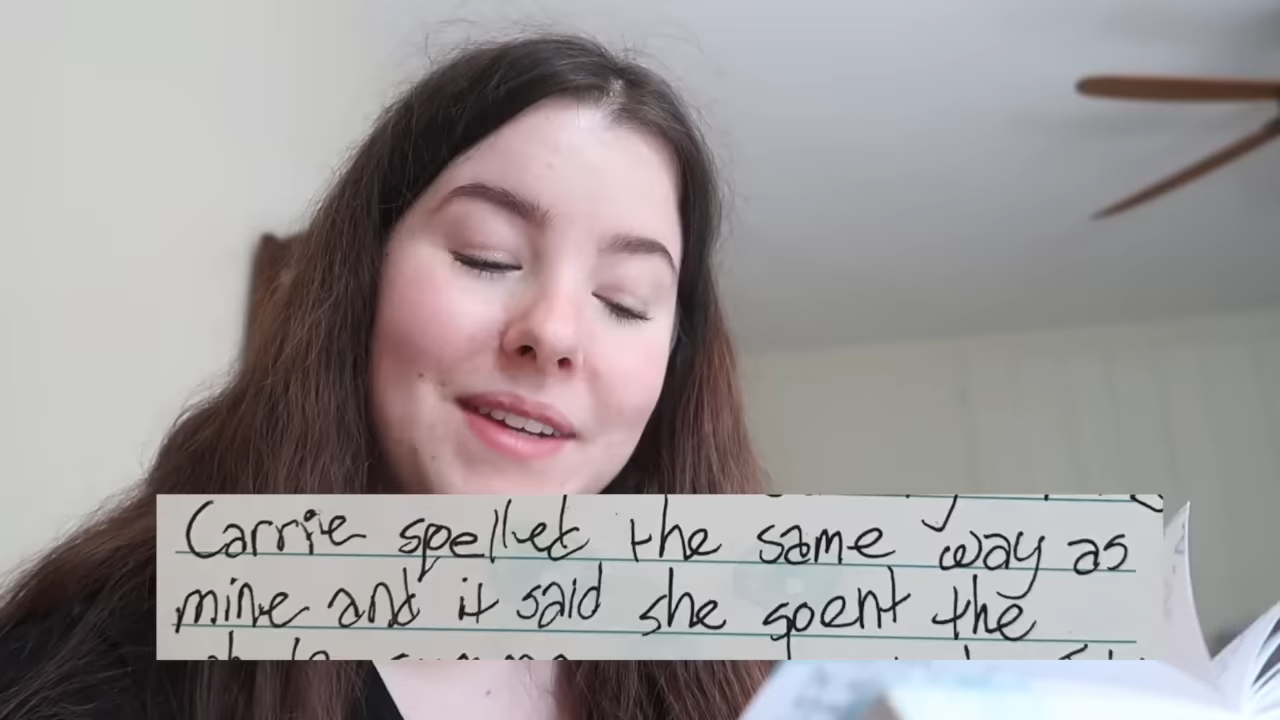 Carrie spelled the same way as
mine and it said she spent the